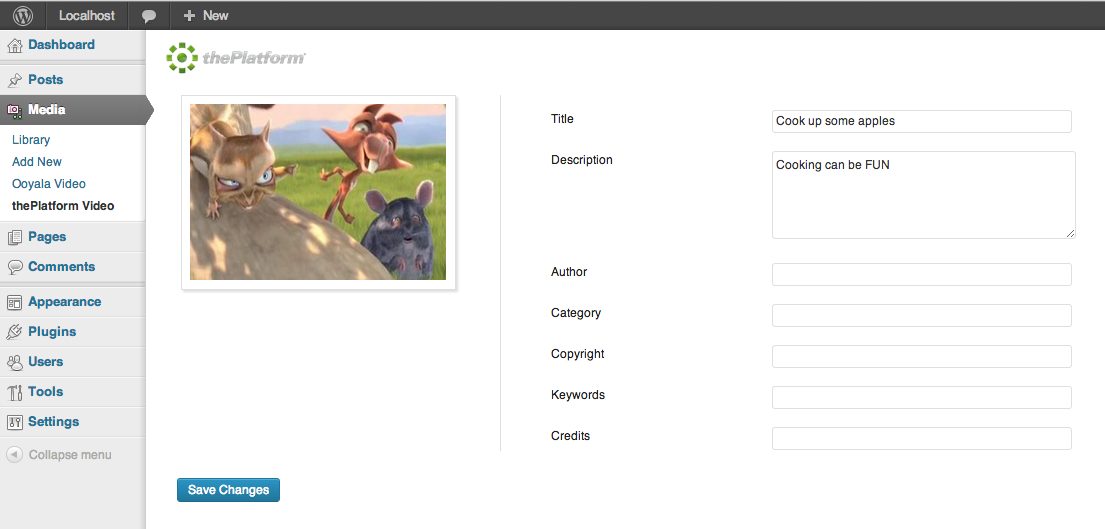 Localhost
New
Dashboard
Posts
Media
Library
Add New
Ooyala Video
thePlatform Video
Pages
Comments
Appearance
Plugins
Users
Tools
Settings
Collapse menu
thePlatform
Title
Cook up some apples
Description
Cooking can be FUN
Author
Category
Copyright
Keywords
Credits
Save Changes